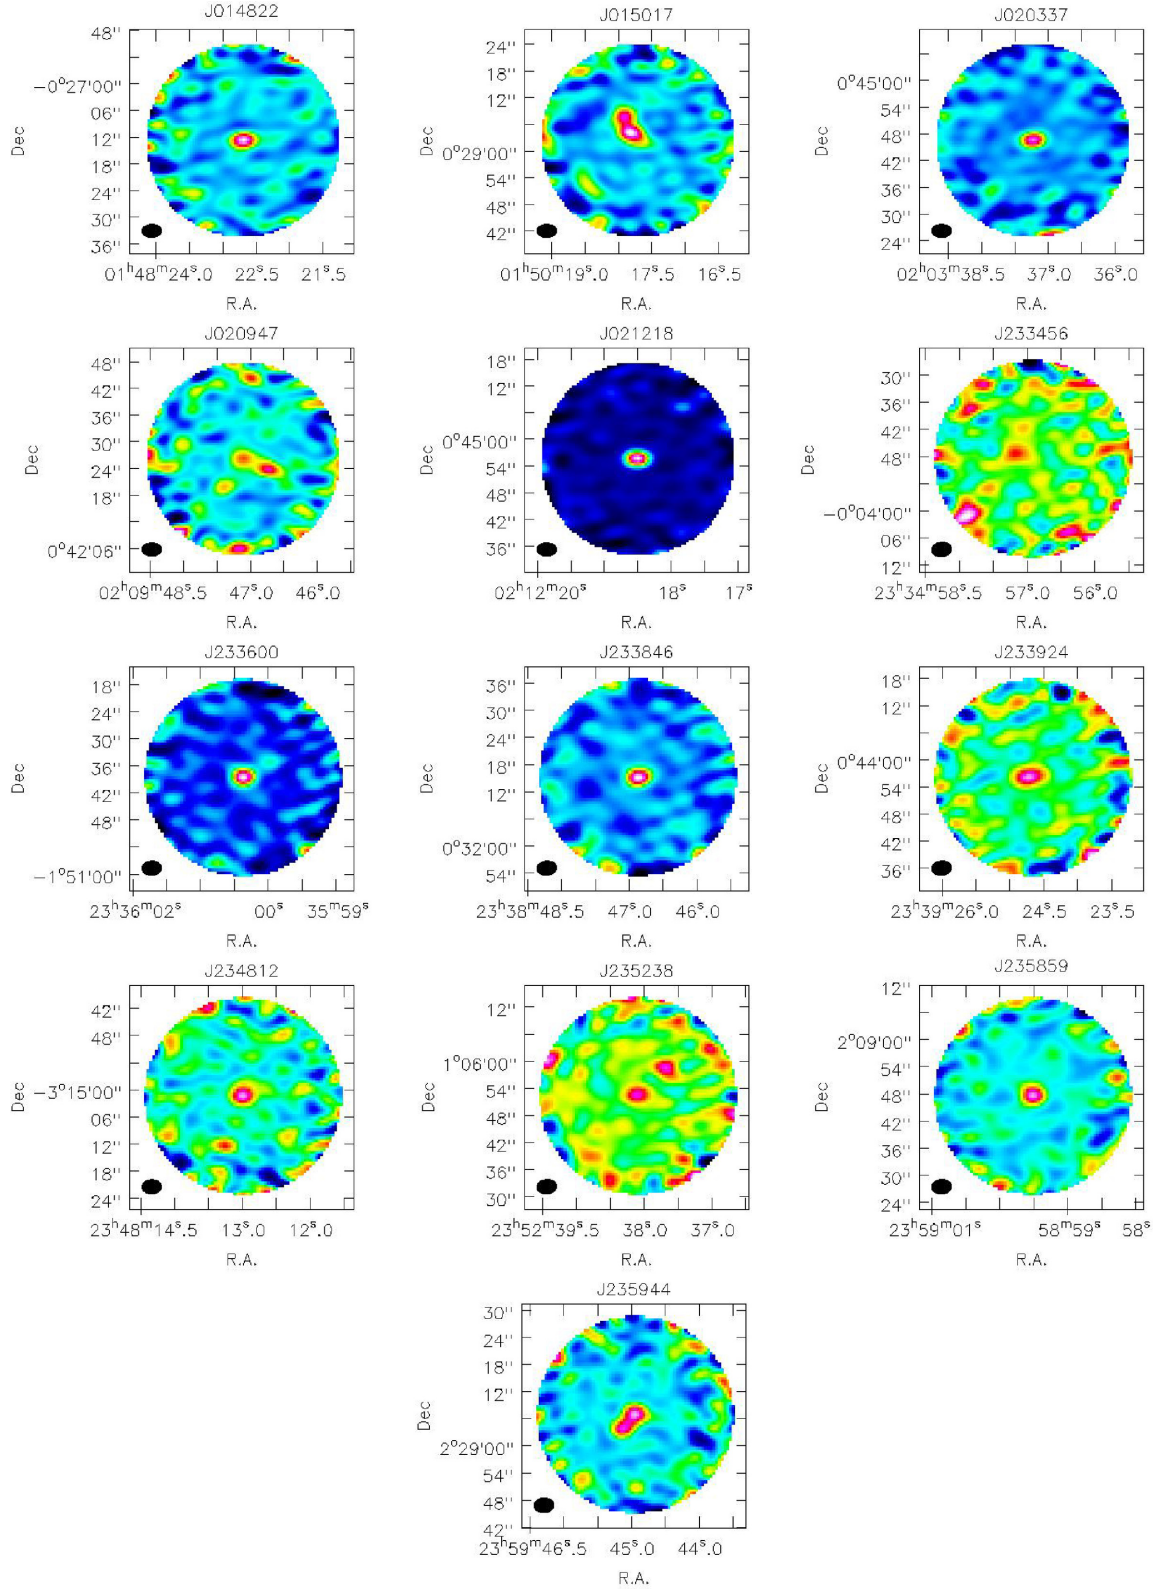 J014822
48"
−0°27'00"
06"
12"
18"
24"
30"
36"
Dec
01ʰ48ᵐ24ˢ.0 22ˢ.5 21ˢ.5
R.A.
J015017
24"
18"
12"
06"
0°29'00"
54"
48"
42"
Dec
01ʰ50ᵐ19ˢ.0 17ˢ.5 16ˢ.5
R.A.
J020337
0°45'00"
54"
48"
42"
36"
30"
24"
Dec
02ʰ03ᵐ38ˢ.5 37ˢ.0 36ˢ.0
R.A.
J020947
48"
42"
36"
30"
24"
18"
0°42'06"
Dec
02ʰ09ᵐ48ˢ.5 47ˢ.0 46ˢ.0
R.A.
J021218
18"
12"
0°45'00"
54"
48"
42"
36"
Dec
02ʰ12ᵐ20ˢ 18ˢ 17ˢ
R.A.
J233456
30"
36"
42"
48"
−0°04'00"
06"
12"
Dec
23ʰ34ᵐ58ˢ.5 57ˢ.0 56ˢ.0
R.A.
J233600
18"
24"
30"
36"
42"
48"
−1°51'00"
Dec
23ʰ36ᵐ02ˢ 00ˢ 35ᵐ59ˢ
R.A.
J233846
36"
30"
24"
18"
12"
0°32'00"
54"
Dec
23ʰ38ᵐ48ˢ.5 47ˢ.0 46ˢ.0
R.A.
J233924
18"
12"
0°44'00"
54"
48"
42"
36"
Dec
23ʰ39ᵐ26ˢ.0 24ˢ.5 23ˢ.5
R.A.
J234812
42"
48"
−3°15'00"
06"
12"
18"
24"
Dec
23ʰ48ᵐ14ˢ.5 13ˢ.0 12ˢ.0
R.A.
J235238
12"
1°06'00"
54"
48"
42"
36"
30"
Dec
23ʰ52ᵐ39ˢ.5 38ˢ.0 37ˢ.0
R.A.
J235859
12"
2°09'00"
54"
48"
42"
36"
30"
24"
Dec
23ʰ59ᵐ01ˢ 58ᵐ59ˢ 58ˢ
R.A.
J235944
30"
24"
18"
12"
2°29'00"
54"
48"
42"
Dec
23ʰ59ᵐ46ˢ.5 45ˢ.0 44ˢ.0
R.A.